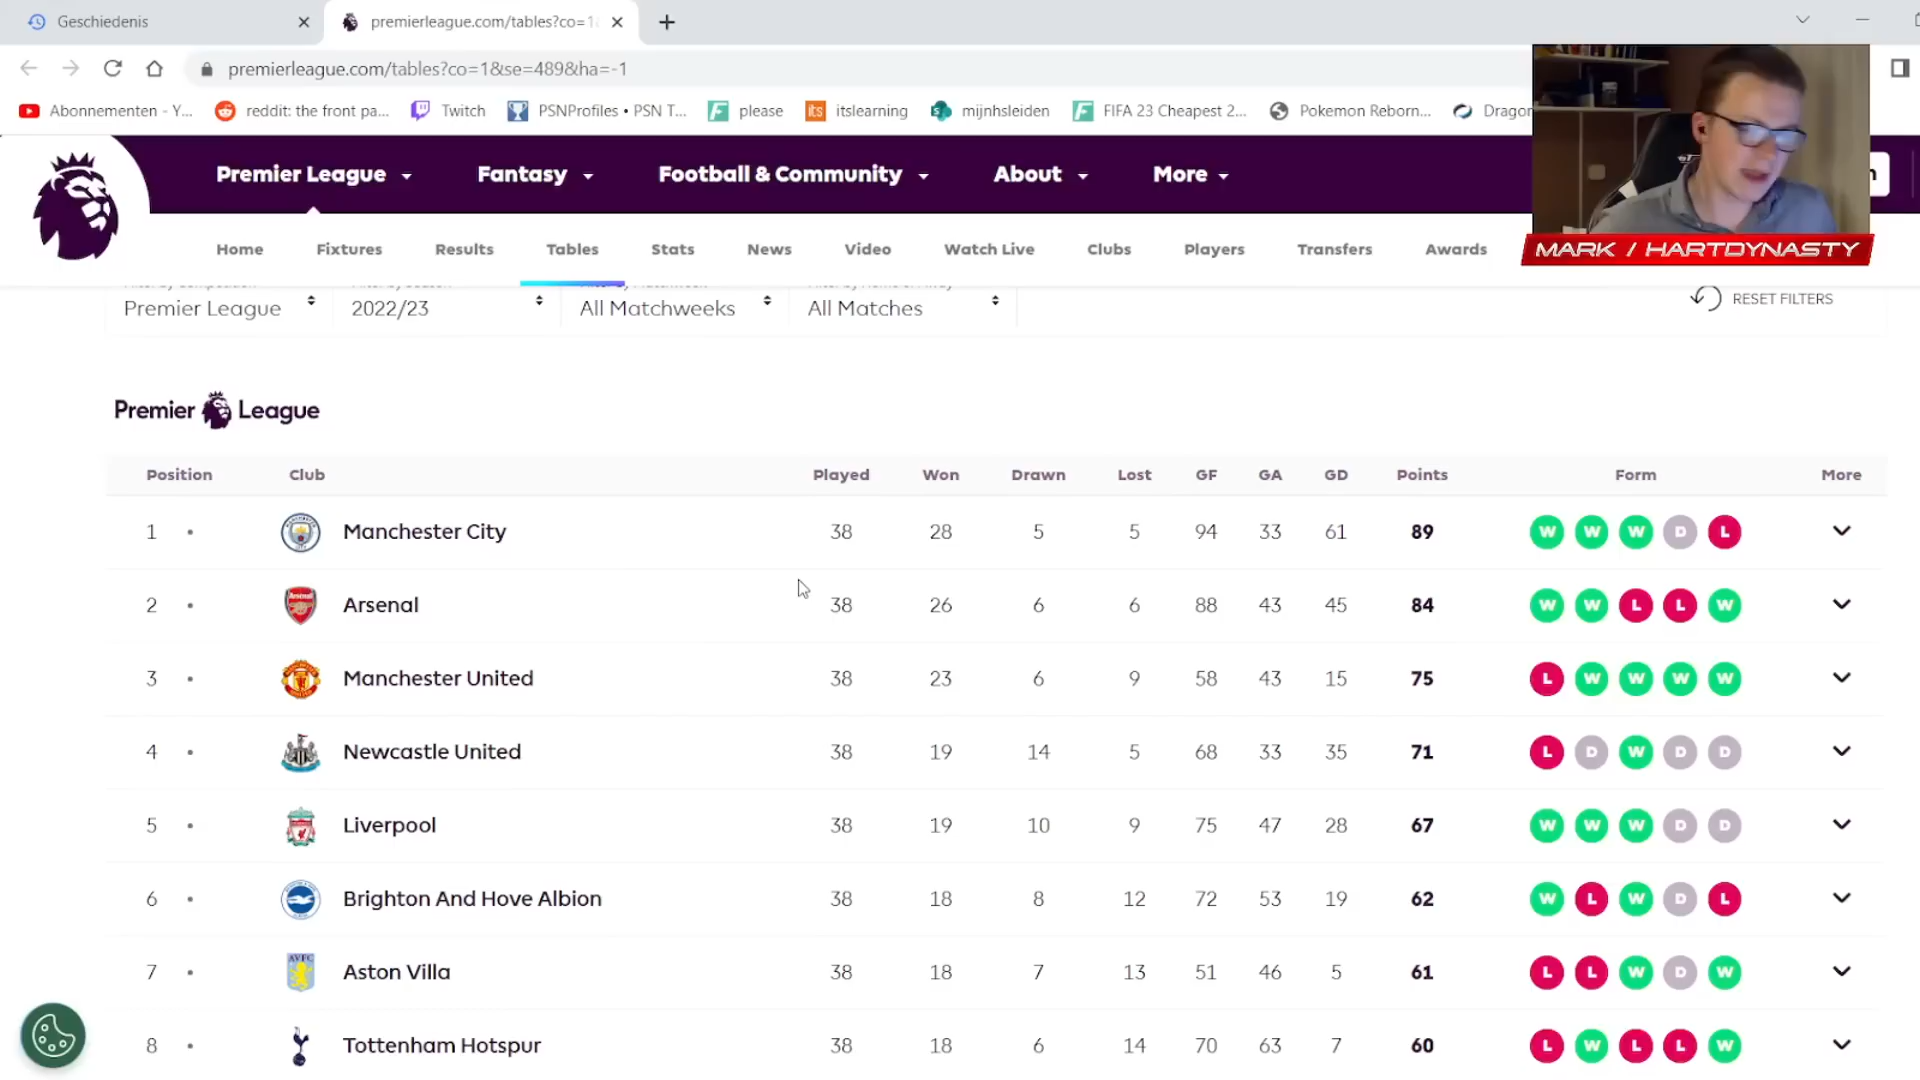 Geschiedenis
premierleague.com/tables?co=1&
premierleague.com/tables?co=1&se=489&ha=-1
Abonnementen - Y... reddit: the front pa... Twitch PSNProfiles • PSN T... please its itslearning mijnhsleiden FIFA 23 Cheapest 2... Pokemon Reborn... Dragon
Premier League Fantasy Football & Community About More
MARK / HARTDYNASTY
Home Fixtures Results Tables Stats News Video Watch Live Clubs Players Transfers Awards
Premier League 2022/23 All Matchweeks All Matches RESET FILTERS
Premier League
Position Club Played Won Drawn Lost GF GA GD Points Form More
1 Manchester City 38 28 5 5 94 33 61 89 W W W D L
2 Arsenal 38 26 6 6 88 43 45 84 W W L L W
3 Manchester United 38 23 6 9 58 43 15 75 L W W W W
4 Newcastle United 38 19 14 5 68 33 35 71 L D W D D
5 Liverpool 38 19 10 9 75 47 28 67 W W W D D
6 Brighton And Hove Albion 38 18 8 12 72 53 19 62 W L W D L
7 Aston Villa 38 18 7 13 51 46 5 61 L L W D W
8 Tottenham Hotspur 38 18 6 14 70 63 7 60 L W L L W